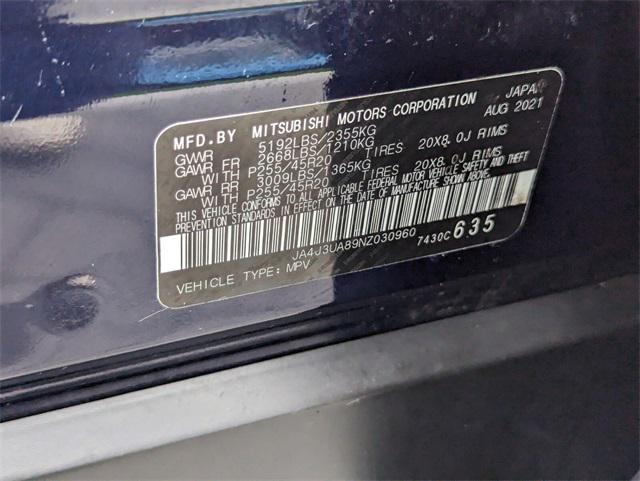 MFD.BY MITSUBISHI MOTORS CORPORATION JAPAN
AUG 2021
GVWR 5192LBS/2355KG
GAWR FR 2668LBS/1210KG
WITH P255/45R20 TIRES 20X8.0J RIMS
GAWR RR 3009LBS/1365KG
WITH P255/45R20 TIRES 20X8.0J RIMS
THIS VEHICLE CONFORMS TO ALL APPLICABLE FEDERAL MOTOR VEHICLE SAFETY AND THEFT
PREVENTION STANDARDS IN EFFECT ON THE DATE OF MANUFACTURE SHOWN ABOVE.
JA4J3UA89NZ030960 7430C 635
VEHICLE TYPE: MPV